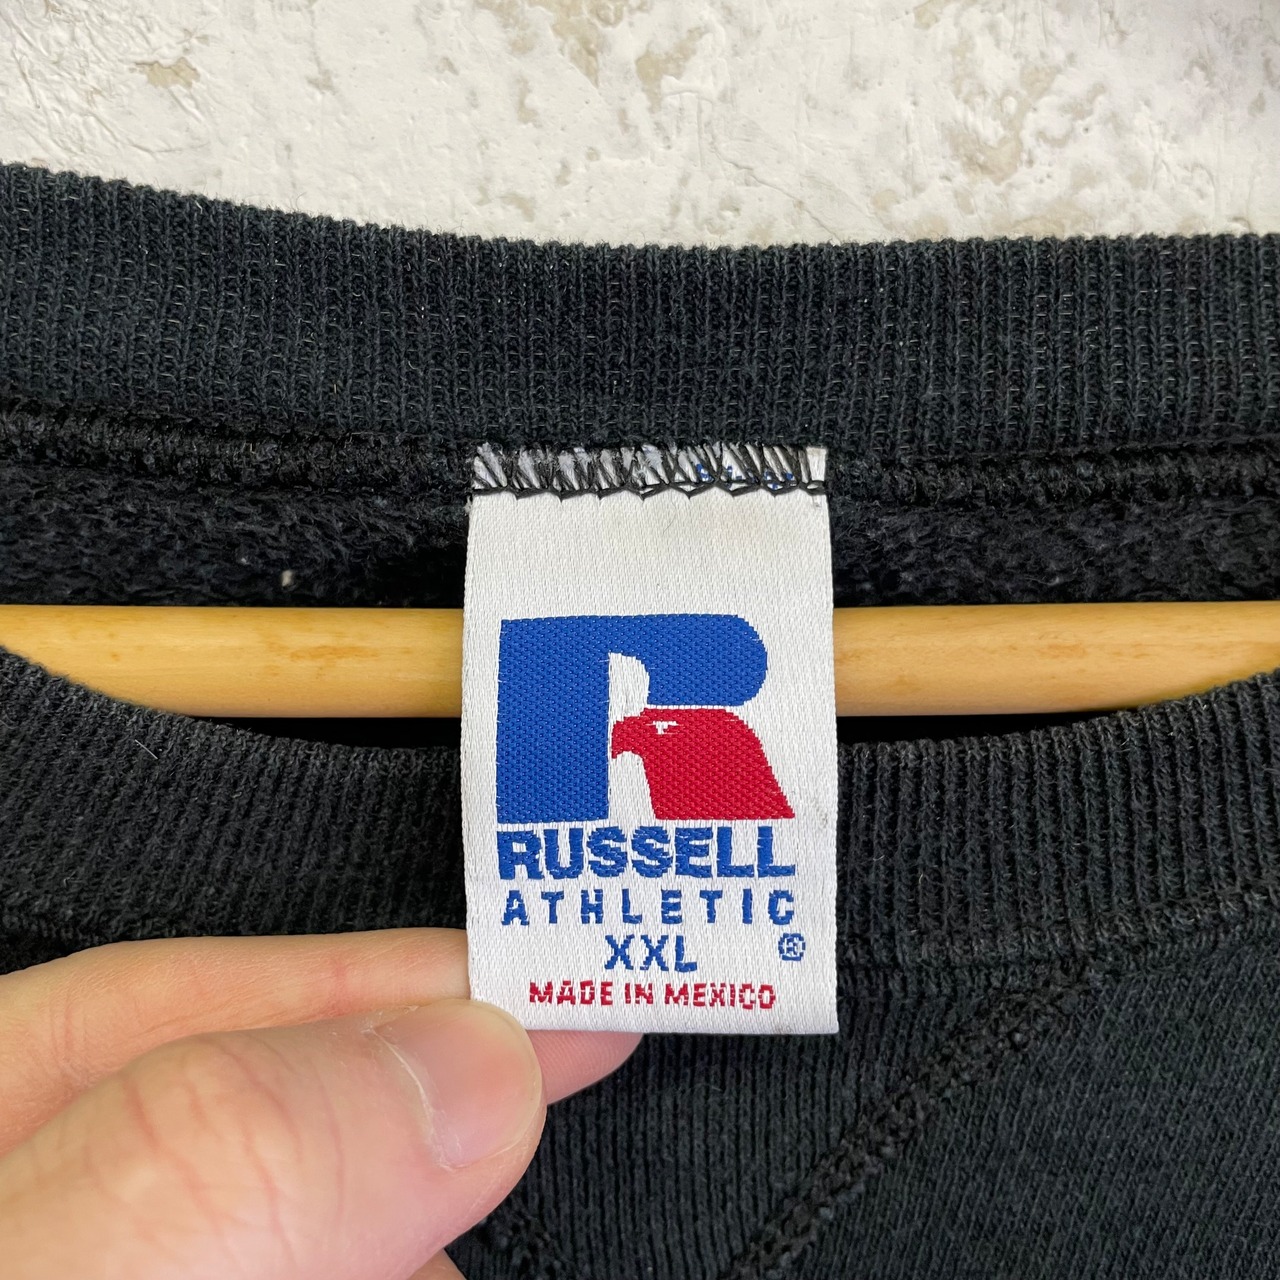 RUSSELL
ATHLETIC
XXL ®
MADE IN MEXICO